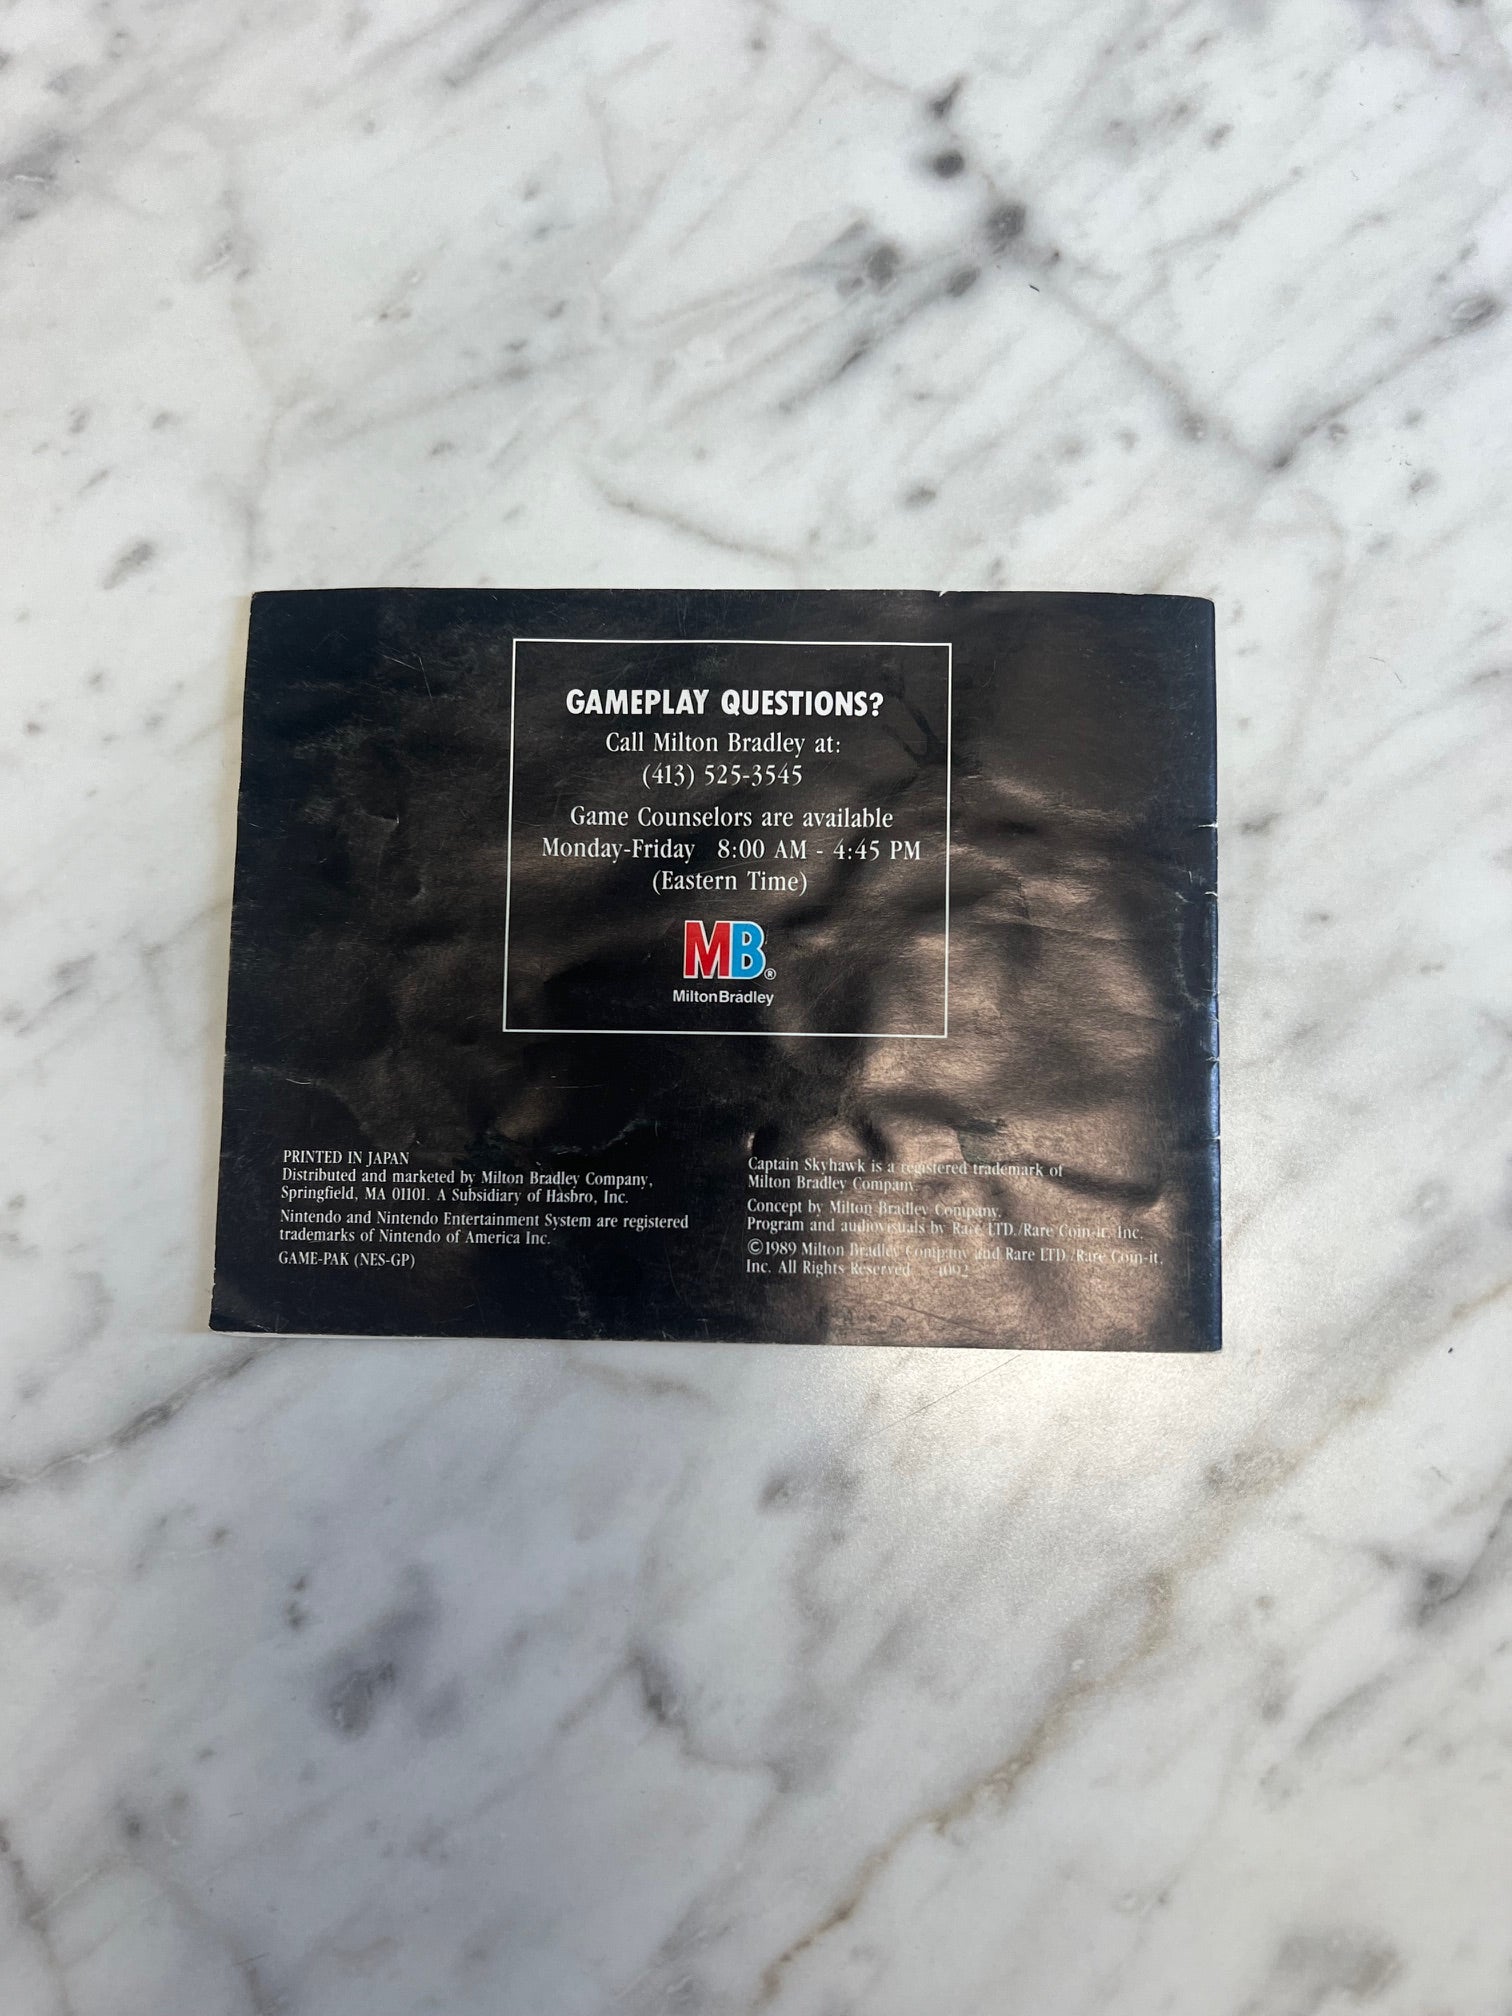 GAMEPLAY QUESTIONS?
Call Milton Bradley at:
(413) 525-3545
Game Counselors are available
Monday-Friday 8:00 AM - 4:45 PM
(Eastern Time)
MB®
Milton Bradley
PRINTED IN JAPAN
Distributed and marketed by Milton Bradley Company,
Springfield, MA 01101. A Subsidiary of Hasbro, Inc.
Nintendo and Nintendo Entertainment System are registered
trademarks of Nintendo of America Inc.
GAME-PAK (NES-GP)
Captain Skyhawk is a registered trademark of
Milton Bradley Company.
Concept by Milton Bradley Company.
Program and audiovisuals by Rare LTD./Rare Coin-it, Inc.
©1989 Milton Bradley Company and Rare LTD./Rare Coin-it,
Inc. All Rights Reserved. 4092